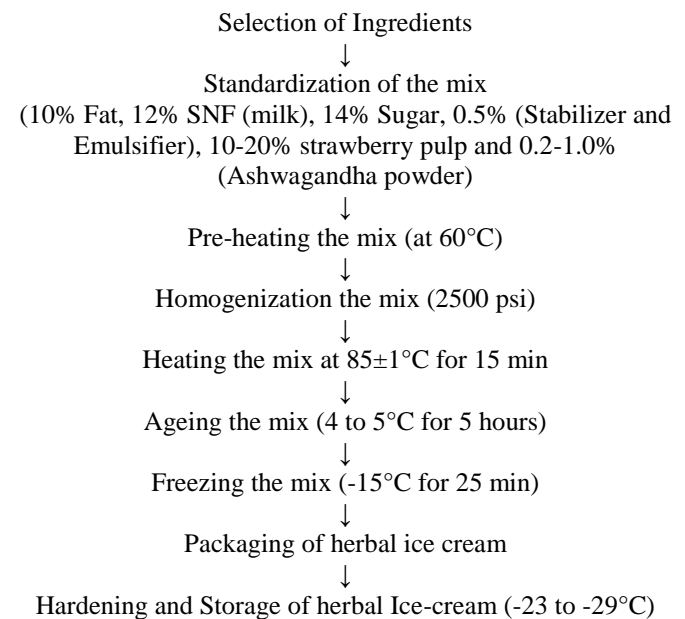 Selection of Ingredients
↓
Standardization of the mix
(10% Fat, 12% SNF (milk), 14% Sugar, 0.5% (Stabilizer and
Emulsifier), 10-20% strawberry pulp and 0.2-1.0%
(Ashwagandha powder)
↓
Pre-heating the mix (at 60°C)
↓
Homogenization the mix (2500 psi)
↓
Heating the mix at 85±1°C for 15 min
↓
Ageing the mix (4 to 5°C for 5 hours)
↓
Freezing the mix (-15°C for 25 min)
↓
Packaging of herbal ice cream
↓
Hardening and Storage of herbal Ice-cream (-23 to -29°C)